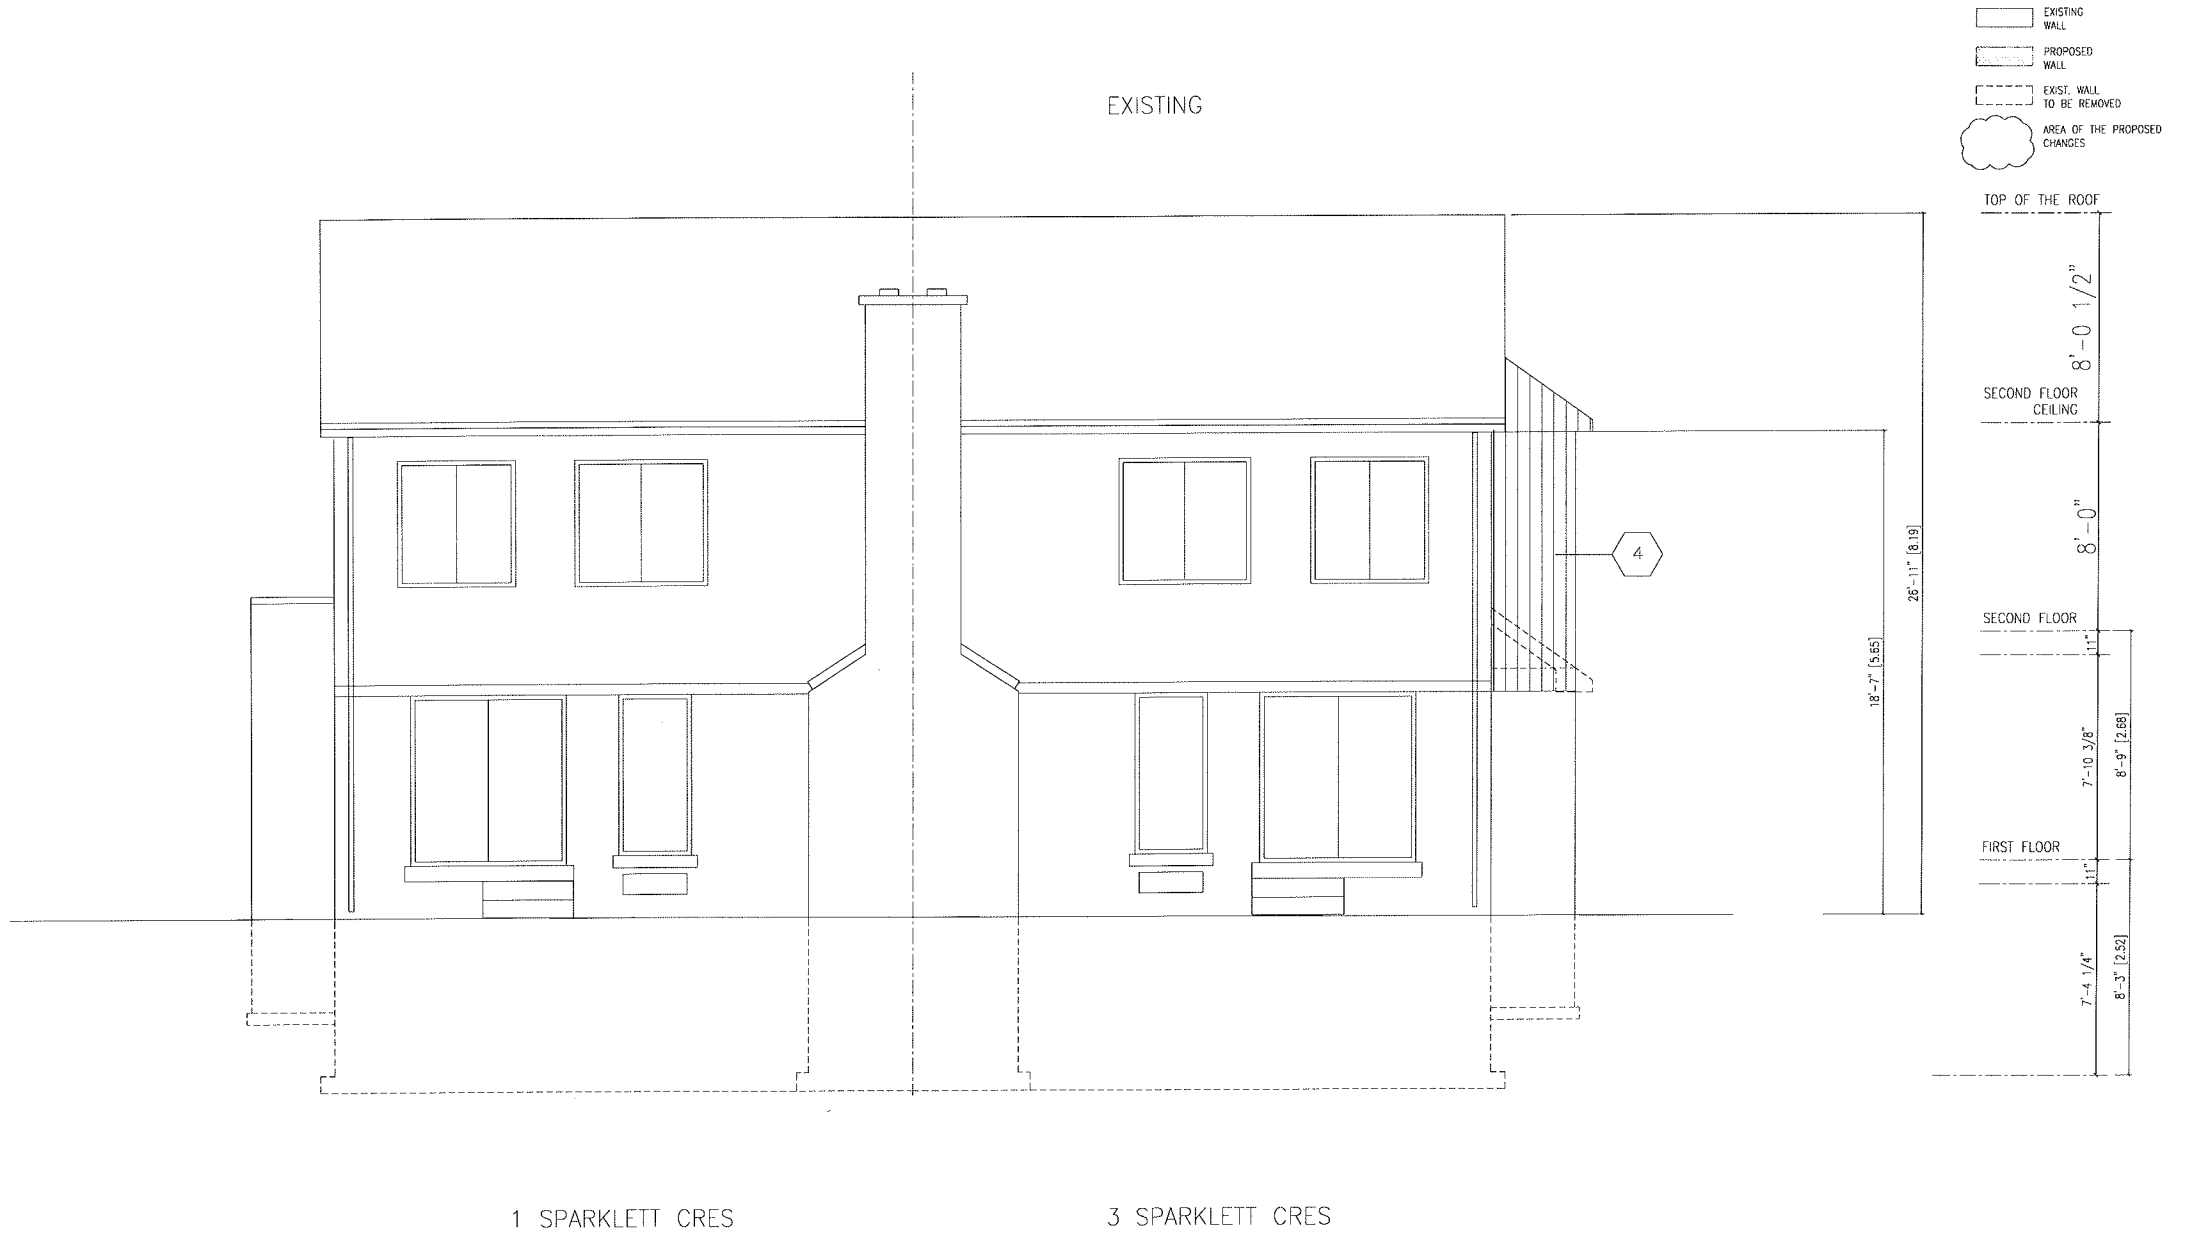 EXISTING
WALL
PROPOSED
WALL
EXIST. WALL
TO BE REMOVED
AREA OF THE PROPOSED
CHANGES
EXISTING
TOP OF THE ROOF
8'-0 1/2"
SECOND FLOOR
CEILING
8'-0"
4
26'-11" [8.19]
SECOND FLOOR
11"
18'-7" [5.65]
7'-10 3/8"
8'-9" [2.68]
FIRST FLOOR
11"
7'-4 1/4"
8'-3" [2.52]
1 SPARKLETT CRES
3 SPARKLETT CRES